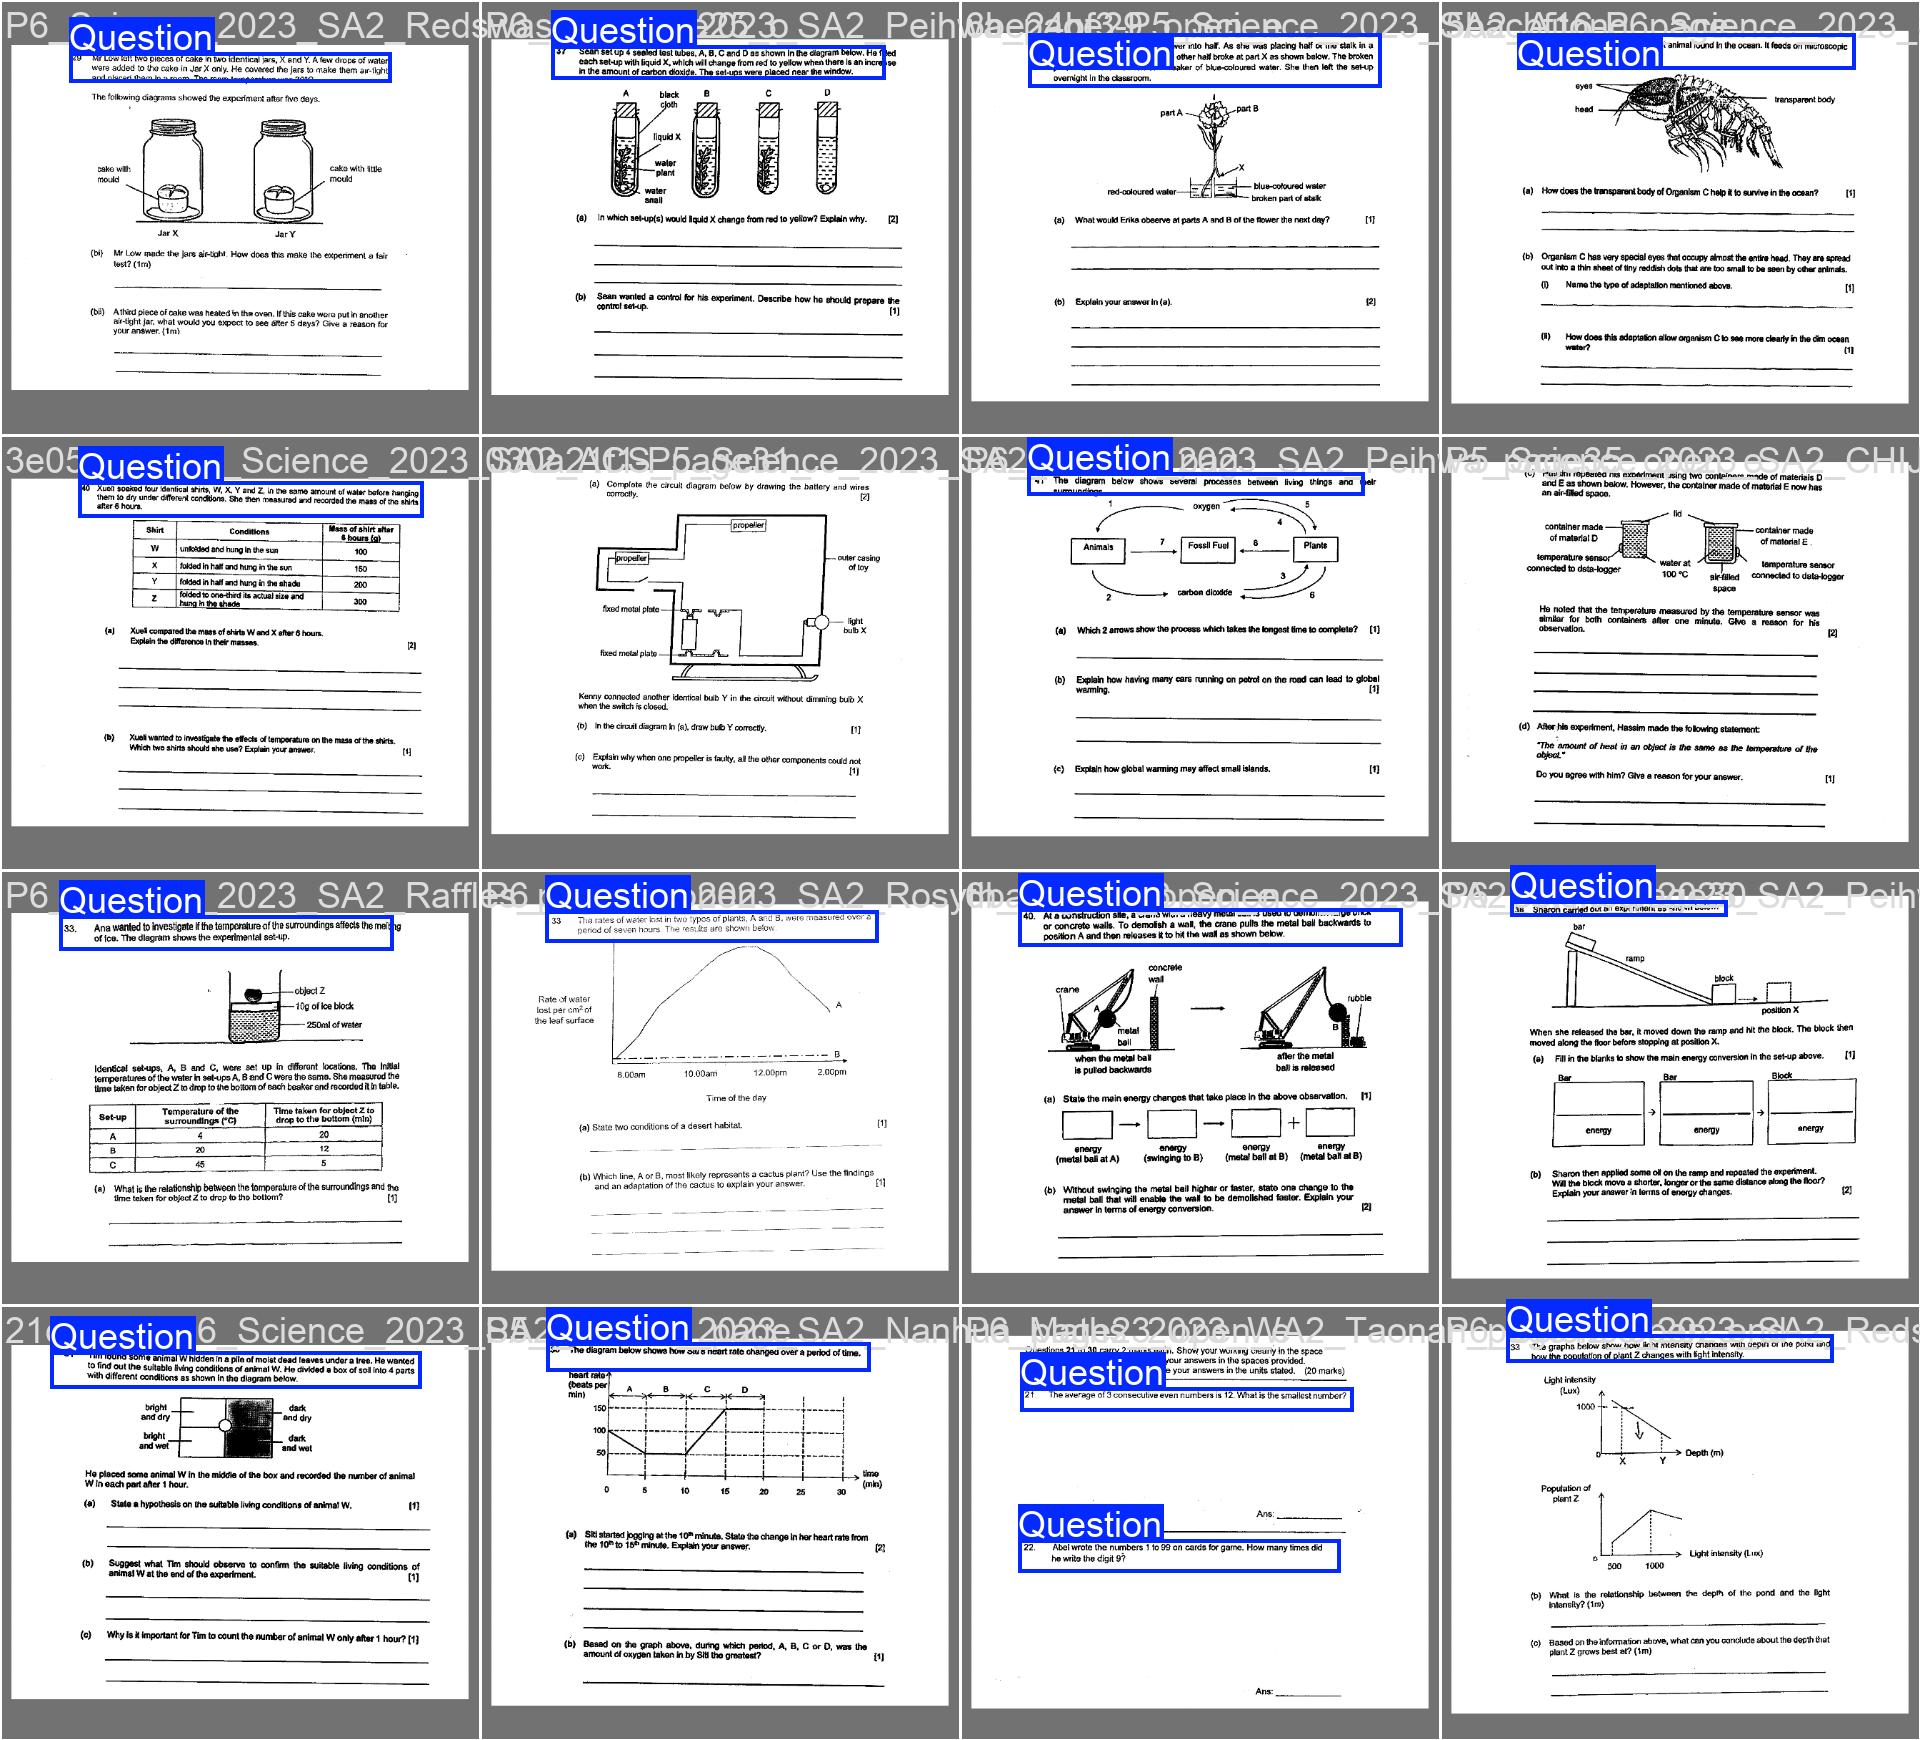 Question
Mr Low left two pieces of cake in two identical jars, X and Y. A few drops of water
were added to the cake in Jar X only. He covered the jars to make them air-tight
The following diagrams showed the experiment after five days.
cake with
mould
cake with little
mould
Jar X
Jar Y
(bi) Mr Low made the jars air-tight. How does this make the experiment a fair
test? (1m)
(bii) A third piece of cake was heated in the oven. If this cake were put in another
air-tight jar, what would you expect to see after 5 days? Give a reason for
your answer. (1m)
Question
Sean set up 4 sealed test tubes, A, B, C and D as shown in the diagram below. He filled
each set-up with liquid X, which will change from red to yellow when there is an increase
in the amount of carbon dioxide. The set-ups were placed near the window.
A
B
C
D
black
cloth
liquid X
water
plant
water
snail
(a) In which set-up(s) would liquid X change from red to yellow? Explain why. [2]
(b) Sean wanted a control for his experiment. Describe how he should prepare the
control set-up. [1]
Question
into half. As she was placing half of the stalk in a
other half broke at part X as shown below. The broken
of blue-coloured water. She then left the set-up
overnight in the classroom.
part A
part B
X
red-coloured water
blue-coloured water
broken part of stalk
(a) What would Erika observe at parts A and B of the flower the next day? [1]
(b) Explain your answer in (a). [2]
Question
animal found in the ocean. It feeds on microscopic
eyes
head
transparent body
(a) How does the transparent body of Organism C help it to survive in the ocean? [1]
(b) Organism C has very special eyes that occupy almost the entire head. They are spread
out into a thin sheet of tiny reddish dots that are too small to be seen by other animals.
(i) Name the type of adaptation mentioned above. [1]
(ii) How does this adaptation allow organism C to see more clearly in the dim ocean
water? [1]
Question
40 Xueli soaked four identical shirts, W, X, Y and Z, in the same amount of water before hanging
them to dry under different conditions. She then measured and recorded the mass of the shirts
after 6 hours.
Shirt Conditions Mass of shirt after 6 hours (g)
W unfolded and hung in the sun 100
X folded in half and hung in the sun 150
Y folded in half and hung in the shade 200
Z folded to one-third its actual size and hung in the shade 300
(a) Xueli compared the mass of shirts W and X after 6 hours.
Explain the difference in their masses. [2]
(b) Xueli wanted to investigate the effects of temperature on the mass of the shirts.
Which two shirts should she use? Explain your answer. [1]
(a) Complete the circuit diagram below by drawing the battery and wires
correctly. [2]
propeller
propeller
outer casing
of toy
fixed metal plate
light
bulb X
fixed metal plate
Kenny connected another identical bulb Y in the circuit without dimming bulb X
when the switch is closed.
(b) In the circuit diagram in (a), draw bulb Y correctly. [1]
(c) Explain why when one propeller is faulty, all the other components could not
work. [1]
Question
The diagram below shows several processes between living things and their
1
oxygen
5
4
Animals
7
Fossil Fuel
8
Plants
3
2
carbon dioxide
6
(a) Which 2 arrows show the process which takes the longest time to complete? [1]
(b) Explain how having many cars running on petrol on the road can lead to global
warming. [1]
(c) Explain how global warming may affect small islands. [1]
repeated his experiment using two containers made of materials D
and E as shown below. However, the container made of material E now has
an air-filled space.
lid
container made
of material D
container made
of material E
temperature sensor
connected to data-logger
water at
100 °C
air-filled
space
temperature sensor
connected to data-logger
He noted that the temperature measured by the temperature sensor was
similar for both containers after one minute. Give a reason for his
observation. [2]
(d) After his experiment, Hassim made the following statement:
"The amount of heat in an object is the same as the temperature of the
object."
Do you agree with him? Give a reason for your answer. [1]
Question
33. Ana wanted to investigate if the temperature of the surroundings affects the melting
of ice. The diagram shows the experimental set-up.
object Z
10g of ice block
250ml of water
Identical set-ups, A, B and C, were set up in different locations. The initial
temperatures of the water in set-ups A, B and C were the same. She measured the
time taken for object Z to drop to the bottom of each beaker and recorded it in table.
Set-up Temperature of the surroundings (°C) Time taken for object Z to drop to the bottom (min)
A 4 20
B 20 12
C 45 5
(a) What is the relationship between the temperature of the surroundings and the
time taken for object Z to drop to the bottom? [1]
Question
33 The rates of water lost in two types of plants, A and B, were measured over a
period of seven hours. The results are shown below.
Rate of water
lost per cm² of
the leaf surface
A
B
8.00am 10.00am 12.00pm 2.00pm
Time of the day
(a) State two conditions of a desert habitat. [1]
(b) Which line, A or B, most likely represents a cactus plant? Use the findings
and an adaptation of the cactus to explain your answer. [1]
Question
40. At a construction site, a crane with a heavy metal ball is used to demolish large brick
or concrete walls. To demolish a wall, the crane pulls the metal ball backwards to
position A and then releases it to hit the wall as shown below.
crane
concrete
wall
A
metal
ball
rubble
B
when the metal ball
is pulled backwards
after the metal
ball is released
(a) State the main energy changes that take place in the above observation. [1]
energy
(metal ball at A)
energy
(swinging to B)
energy
(metal ball at B)
energy
(metal ball at B)
(b) Without swinging the metal ball higher or faster, state one change to the
metal ball that will enable the wall to be demolished faster. Explain your
answer in terms of energy conversion. [2]
Question
Sharon carried out an experiment as shown below.
bar
ramp
block
position X
When she released the bar, it moved down the ramp and hit the block. The block then
moved along the floor before stopping at position X.
(a) Fill in the blanks to show the main energy conversion in the set-up above. [1]
Bar
Bar
Block
energy
energy
energy
(b) Sharon then applied some oil on the ramp and repeated the experiment.
Will the block move a shorter, longer or the same distance along the floor?
Explain your answer in terms of energy changes. [2]
Question
Tim found some animal W hidden in a pile of moist dead leaves under a tree. He wanted
to find out the suitable living conditions of animal W. He divided a box of soil into 4 parts
with different conditions as shown in the diagram below.
bright
and dry
dark
and dry
bright
and wet
dark
and wet
He placed some animal W in the middle of the box and recorded the number of animal
W in each part after 1 hour.
(a) State a hypothesis on the suitable living conditions of animal W. [1]
(b) Suggest what Tim should observe to confirm the suitable living conditions of
animal W at the end of the experiment. [1]
(c) Why is it important for Tim to count the number of animal W only after 1 hour? [1]
Question
The diagram below shows how Siti's heart rate changed over a period of time.
heart rate
(beats per
min)
A B C D
150
100
50
0 5 10 15 20 25 30
time
(min)
(a) Siti started jogging at the 10th minute. State the change in her heart rate from
the 10th to 15th minute. Explain your answer. [2]
(b) Based on the graph above, during which period, A, B, C or D, was the
amount of oxygen taken in by Siti the greatest? [1]
Questions 21 to 30 carry 2 marks each. Show your working clearly in the space
your answers in the spaces provided.
your answers in the units stated. (20 marks)
Question
21. The average of 3 consecutive even numbers is 12. What is the smallest number?
Ans:
Question
22. Abel wrote the numbers 1 to 99 on cards for game. How many times did
he write the digit 9?
Ans:
Question
33 The graphs below show how light intensity changes with depth of the pond and
how the population of plant Z changes with light intensity.
Light intensity
(Lux)
1000
0
X
Y
Depth (m)
Population of
plant Z
0
500
1000
Light intensity (Lux)
(b) What is the relationship between the depth of the pond and the light
intensity? (1m)
(c) Based on the information above, what can you conclude about the depth that
plant Z grows best at? (1m)